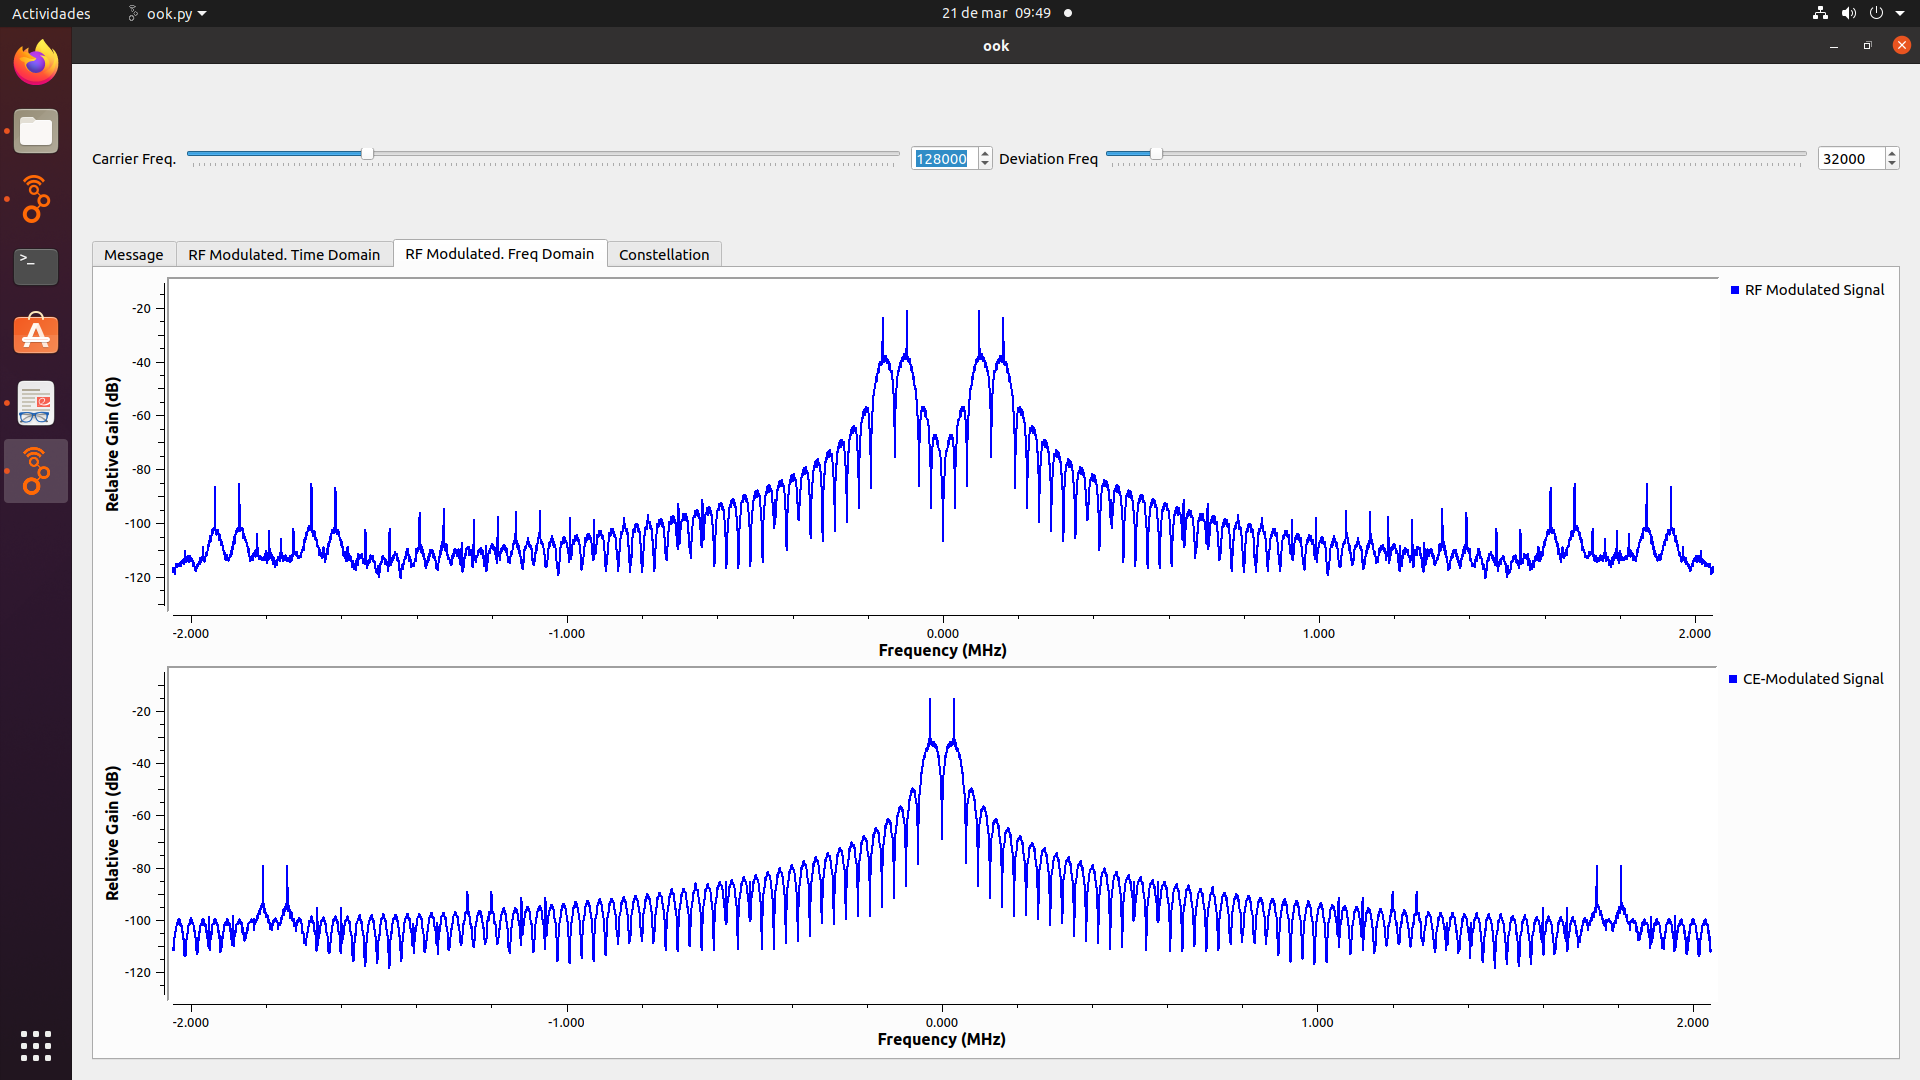 Actividades ook.py 21 de mar 09:49
ook
Carrier Freq. 128000 Deviation Freq 32000
Message RF Modulated. Time Domain RF Modulated. Freq Domain Constellation
RF Modulated Signal
Relative Gain (dB)
-20
-40
-60
-80
-100
-120
-2.000 -1.000 0.000 1.000 2.000
Frequency (MHz)
CE-Modulated Signal
Relative Gain (dB)
-20
-40
-60
-80
-100
-120
-2.000 -1.000 0.000 1.000 2.000
Frequency (MHz)